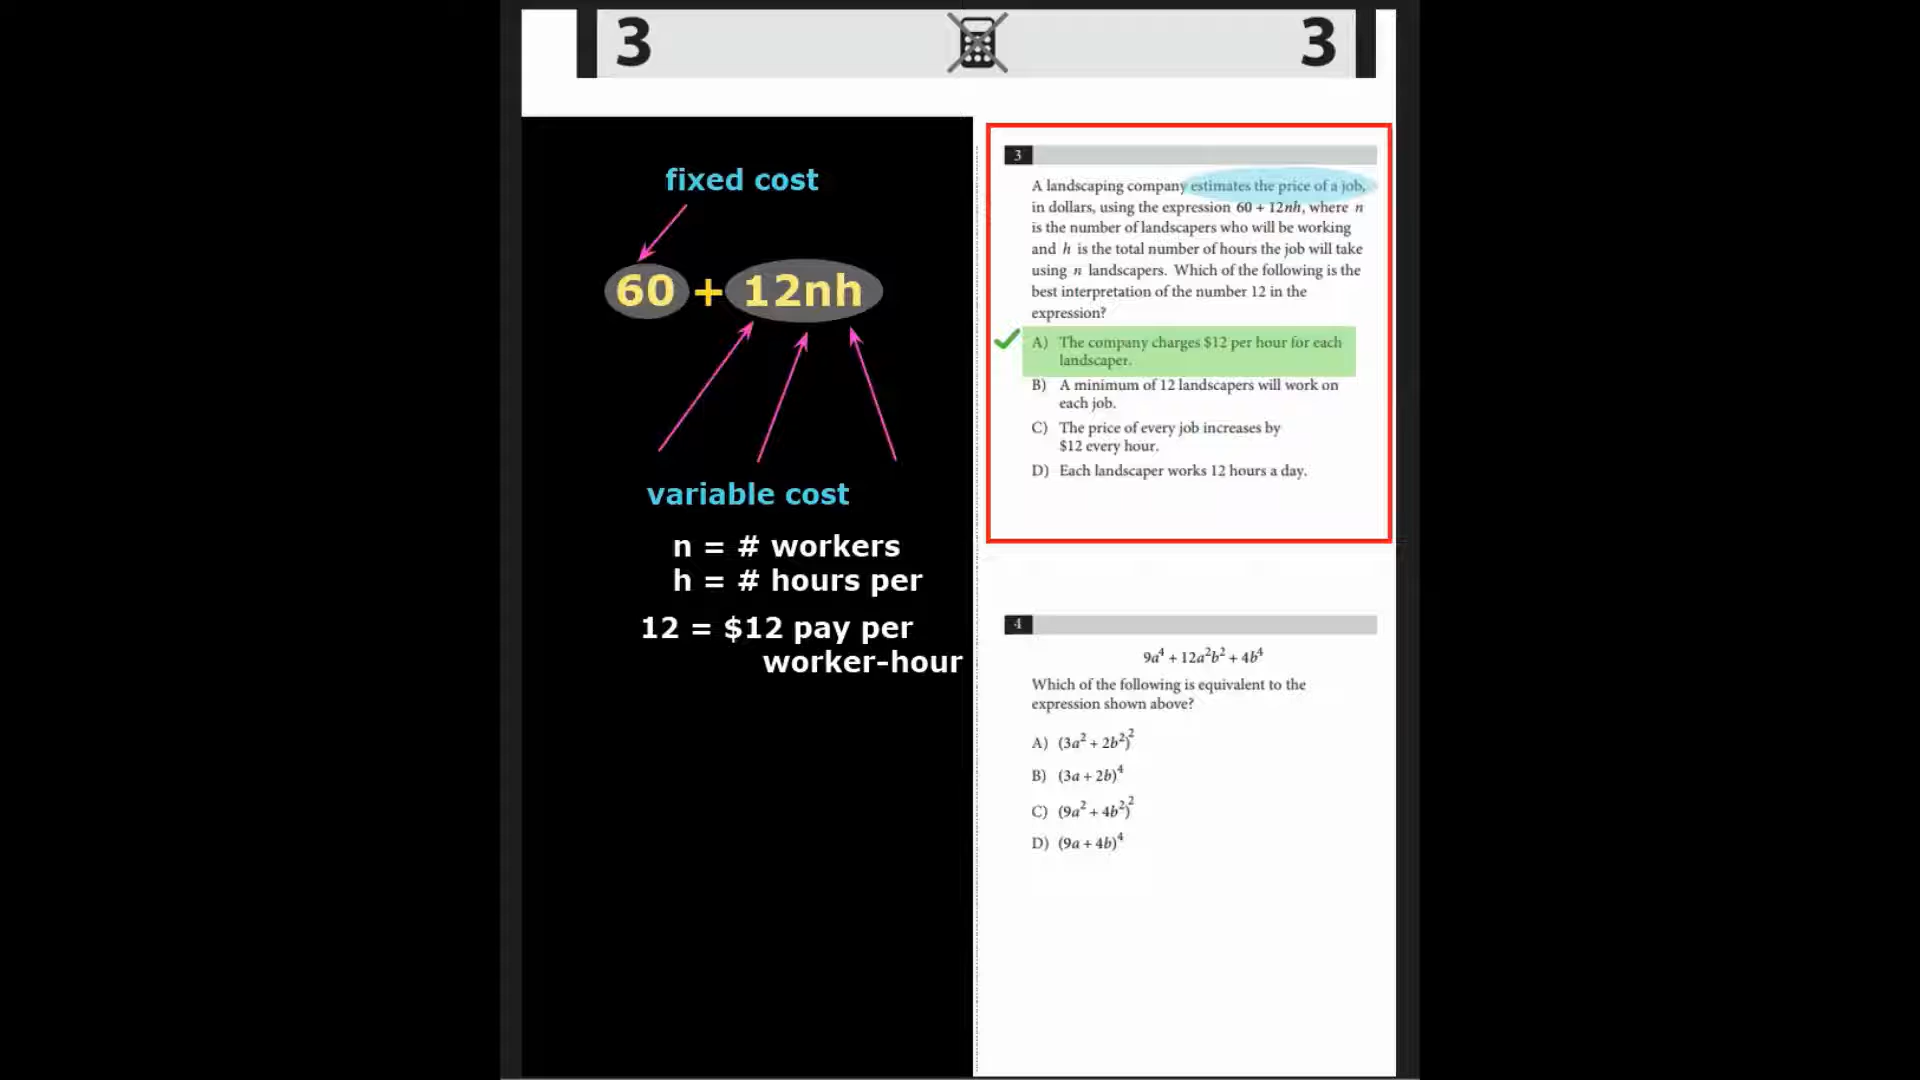 3 3
fixed cost
60 + 12nh
variable cost
n = # workers
h = # hours per
12 = $12 pay per
worker-hour
3
A landscaping company estimates the price of a job,
in dollars, using the expression 60 + 12nh, where n
is the number of landscapers who will be working
and h is the total number of hours the job will take
using n landscapers. Which of the following is the
best interpretation of the number 12 in the
expression?
A) The company charges $12 per hour for each
landscaper.
B) A minimum of 12 landscapers will work on
each job.
C) The price of every job increases by
$12 every hour.
D) Each landscaper works 12 hours a day.
4
9a⁴ + 12a²b² + 4b⁴
Which of the following is equivalent to the
expression shown above?
A) (3a² + 2b²)²
B) (3a + 2b)⁴
C) (9a² + 4b²)²
D) (9a + 4b)⁴